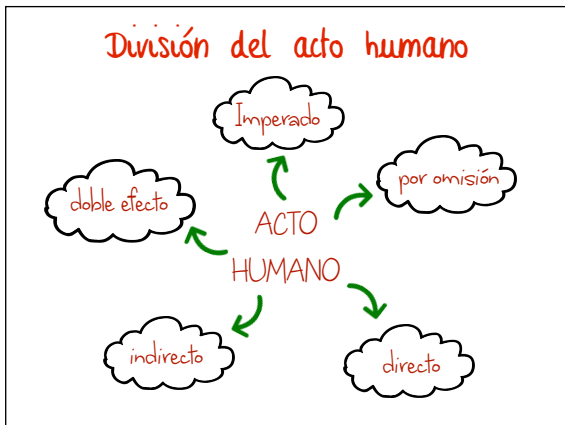 División del acto humano
Imperado
por omisión
doble efecto
ACTO
HUMANO
indirecto
directo